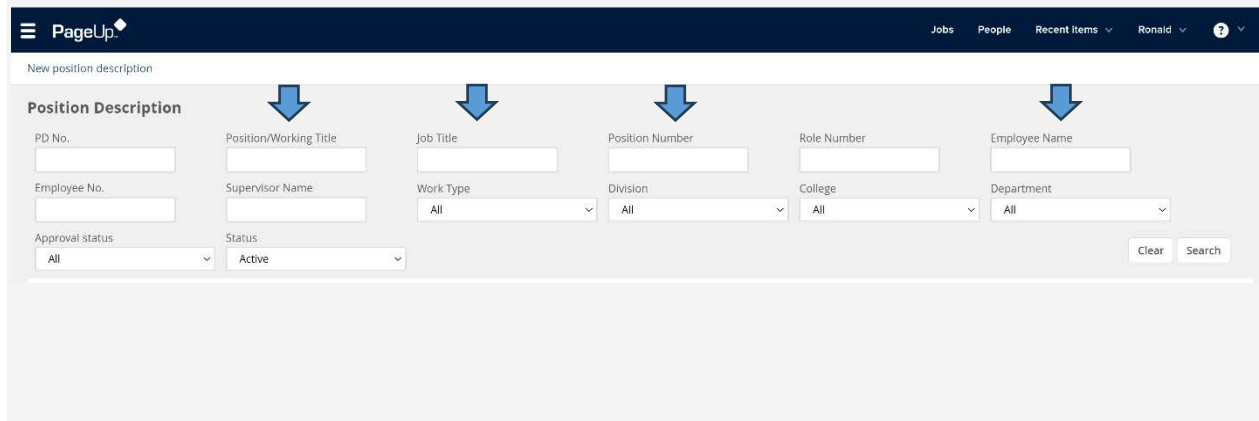 PageUp
Jobs People Recent items Ronald ?
New position description
Position Description
PD No. Position/Working Title Job Title Position Number Role Number Employee Name
Employee No. Supervisor Name Work Type Division College Department
All All All All
Approval status Status
All Active Clear Search